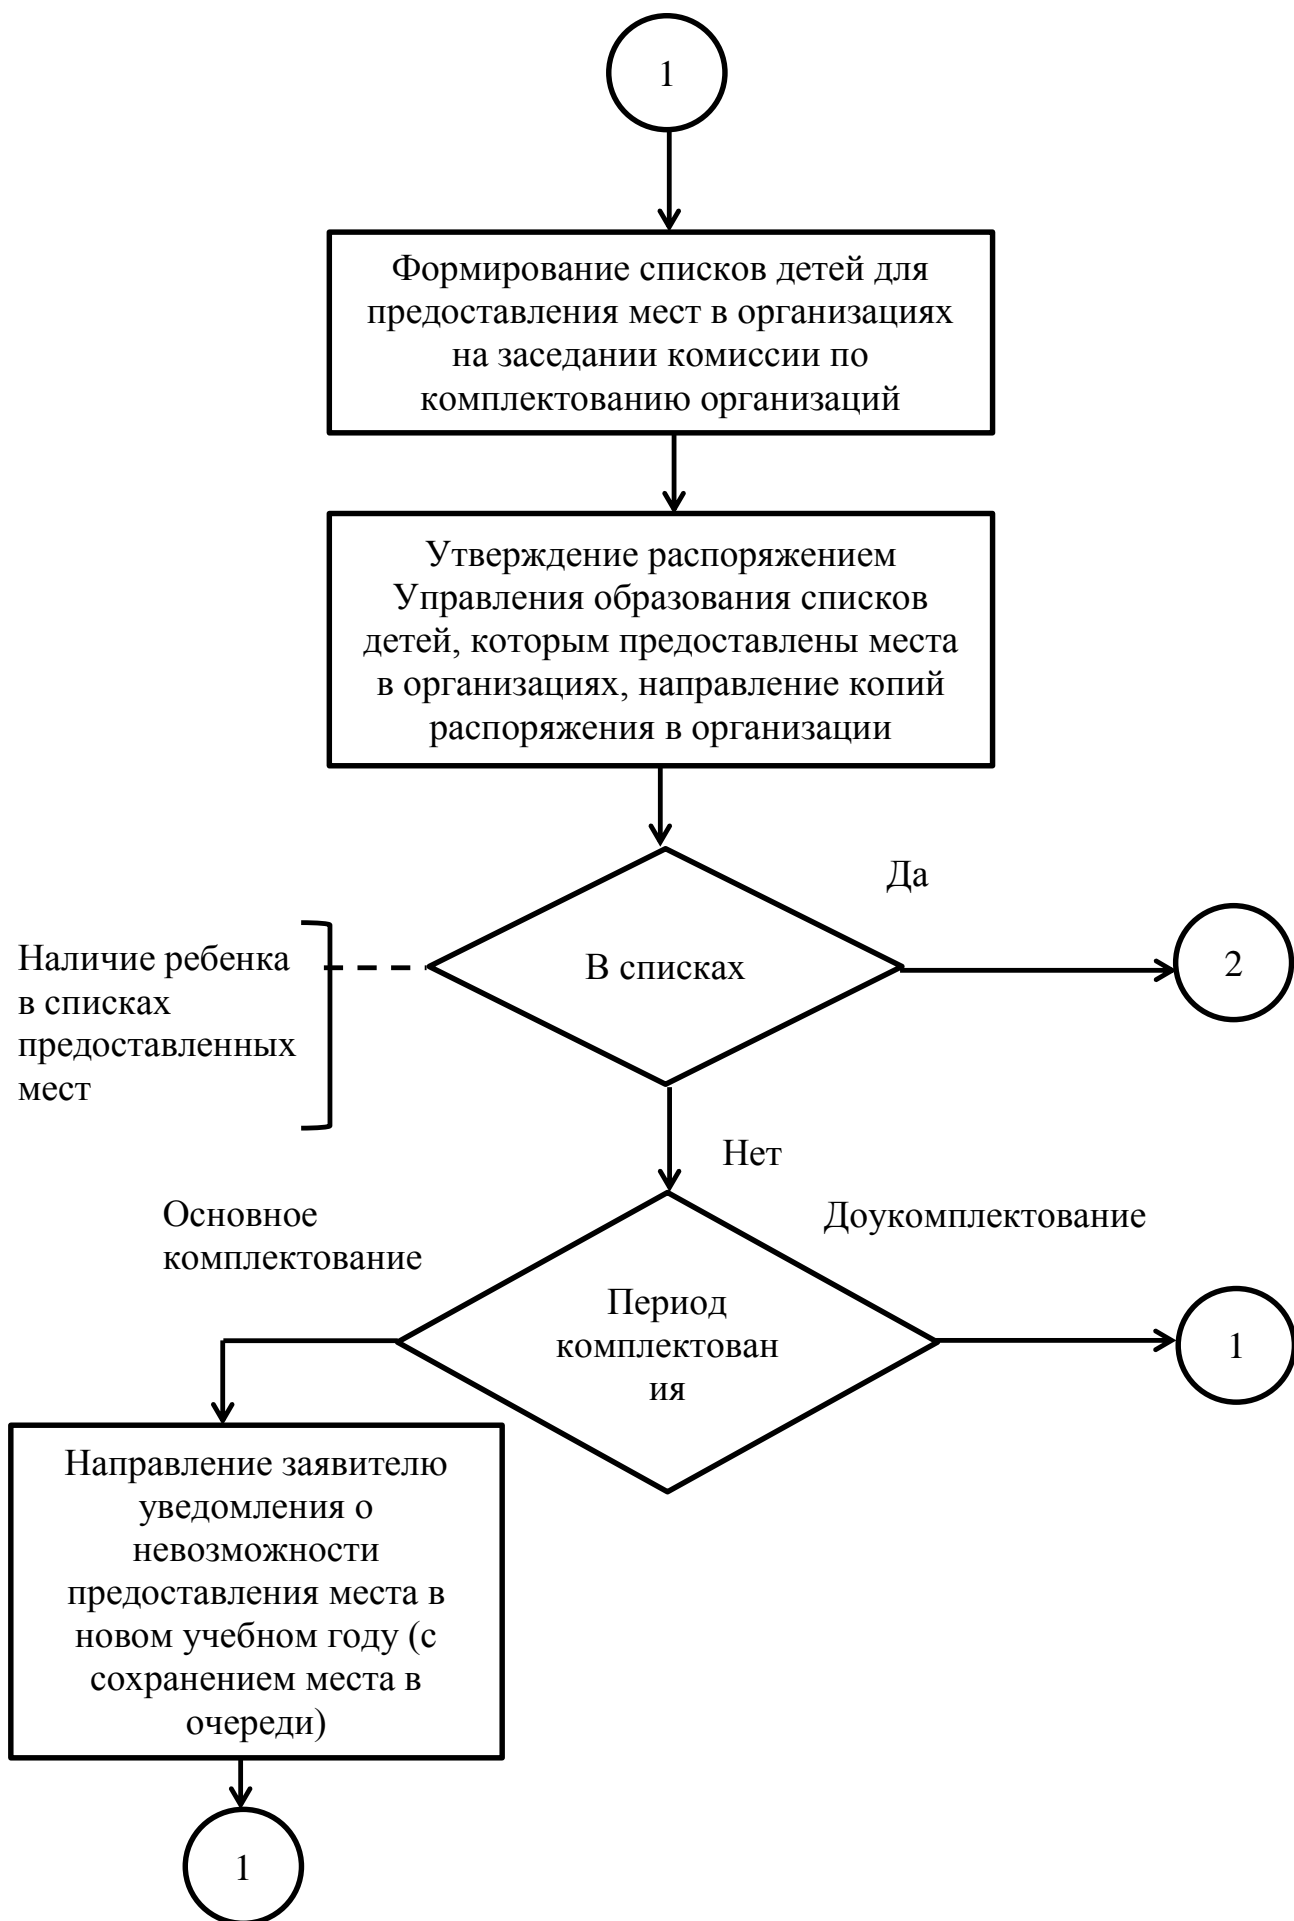 1
Формирование списков детей для
предоставления мест в организациях
на заседании комиссии по
комплектованию организаций
Утверждение распоряжением
Управления образования списков
детей, которым предоставлены места
в организациях, направление копий
распоряжения в организации
Да
Наличие ребенка
в списках
предоставленных
мест
В списках
2
Нет
Основное
комплектование
Доукомплектование
Период
комплектован
ия
1
Направление заявителю
уведомления о
невозможности
предоставления места в
новом учебном году (с
сохранением места в
очереди)
1